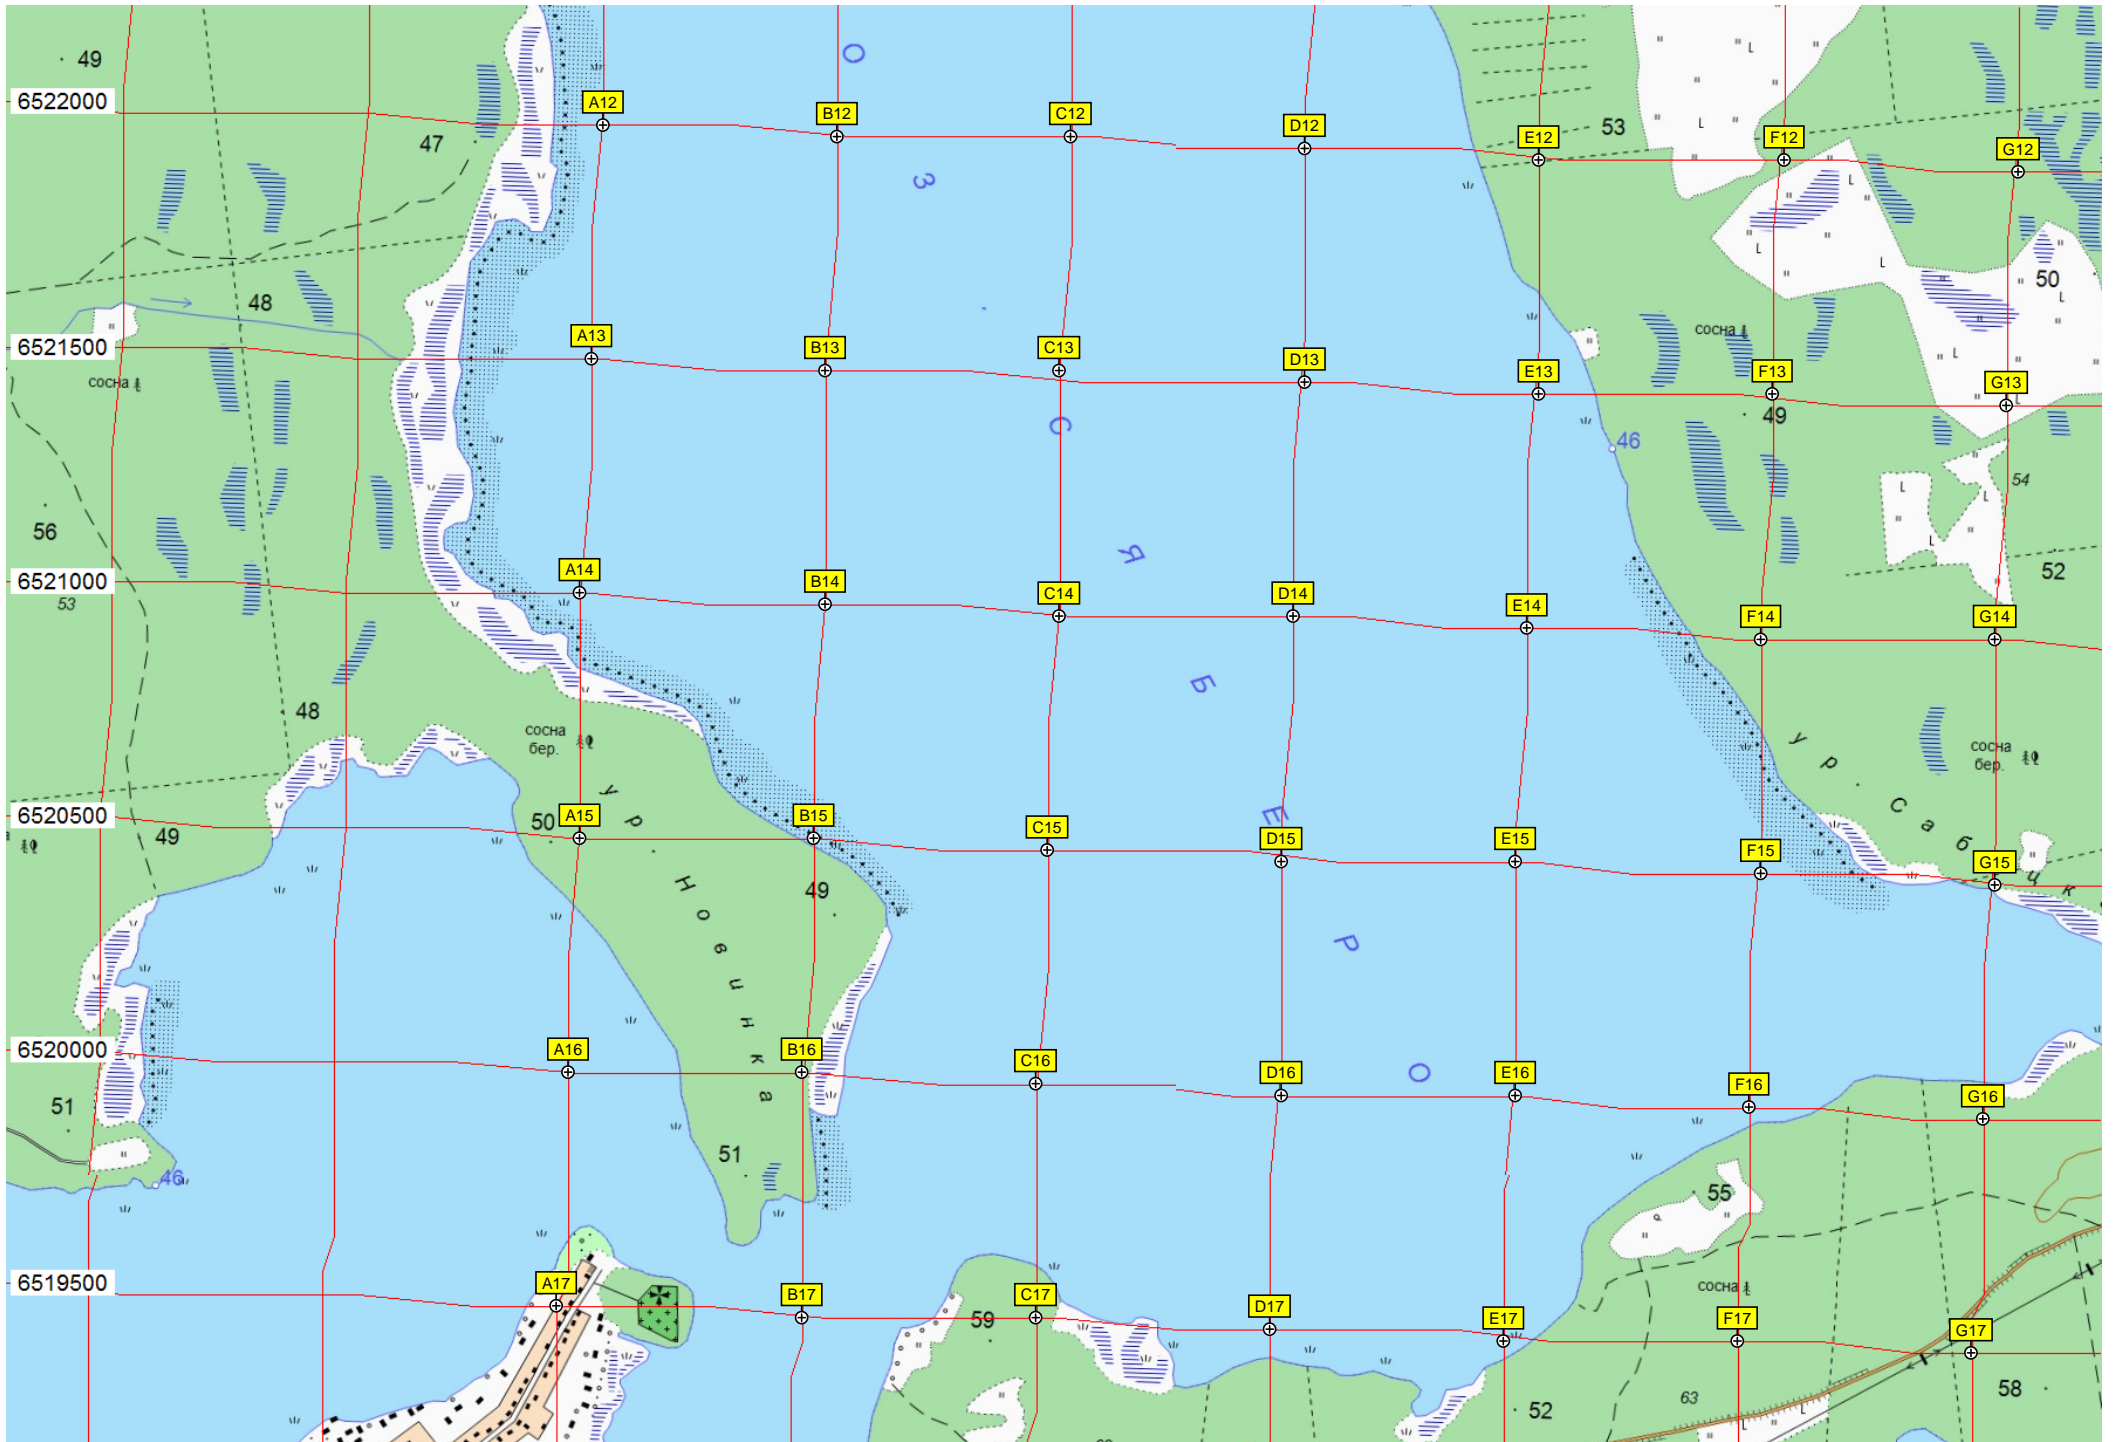 49
О
6522000
A12
B12
C12
D12
E12
F12
G12
53
47
З
48
50
6521500
A13
B13
C13
D13
E13
F13
G13
сосна
сосна
49
С
46
54
56
Я
52
6521000
A14
B14
C14
D14
E14
F14
G14
53
Б
48
сосна
бер.
ур. Сабицк
сосна
бер.
ур. Новинка
6520500
49
50
A15
B15
C15
D15
E15
F15
G15
Е
49
Р
6520000
A16
B16
C16
D16
E16
F16
G16
О
51
51
46
55
6519500
A17
B17
C17
D17
E17
F17
G17
сосна
59
58
52
63